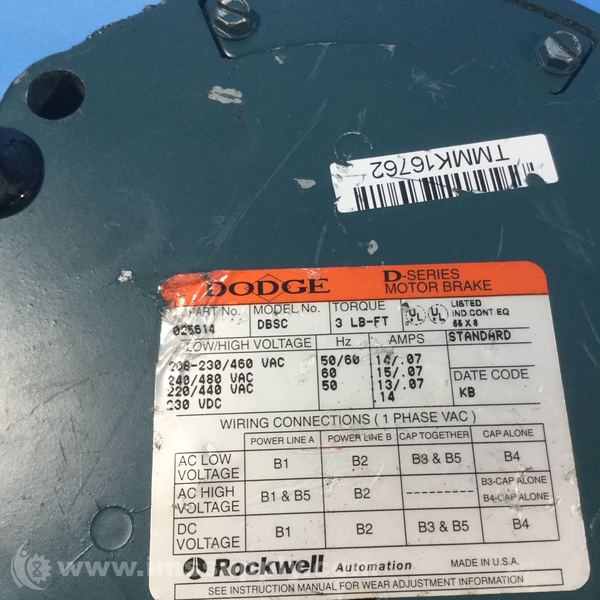 TMMK16762
DODGE D-SERIES MOTOR BRAKE
PART No. MODEL No. TORQUE LISTED IND CONT EQ
025614 DBSC 3 LB-FT UL UL 66 X 8
LOW/HIGH VOLTAGE Hz AMPS STANDARD
208-230/460 VAC 50/60 14/.07
240/480 VAC 60 15/.07
220/440 VAC 50 13/.07
230 VDC .14
DATE CODE
KB
WIRING CONNECTIONS ( 1 PHASE VAC )
POWER LINE A POWER LINE B CAP TOGETHER CAP ALONE
AC LOW VOLTAGE B1 B2 B3 & B5 B4
AC HIGH VOLTAGE B1 & B5 B2 --------- B3-CAP ALONE B4-CAP ALONE
DC VOLTAGE B1 B2 B3 & B5 B4
Rockwell Automation MADE IN U.S.A.
SEE INSTRUCTION MANUAL FOR WEAR ADJUSTMENT INFORMATION